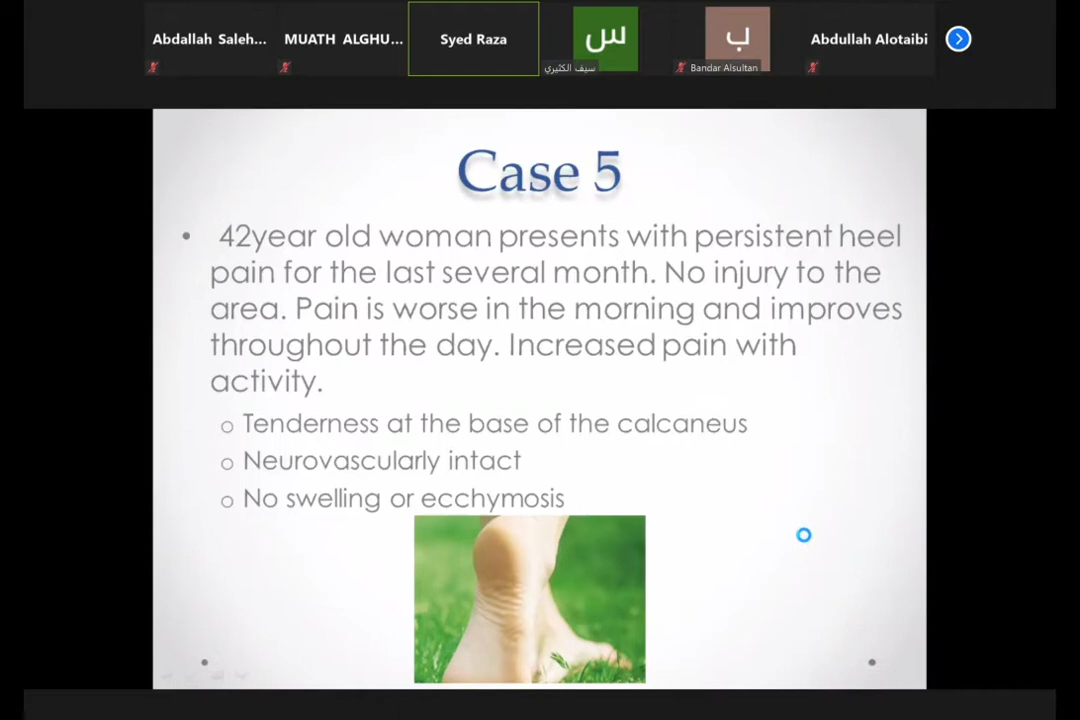 Abdallah Saleh...
MUATH ALGHU...
Syed Raza
س
سيف الكثيري
ب
Bandar Alsultan
Abdullah Alotaibi
Case 5
• 42year old woman presents with persistent heel
pain for the last several month. No injury to the
area. Pain is worse in the morning and improves
throughout the day. Increased pain with
activity.
o Tenderness at the base of the calcaneus
o Neurovascularly intact
o No swelling or ecchymosis